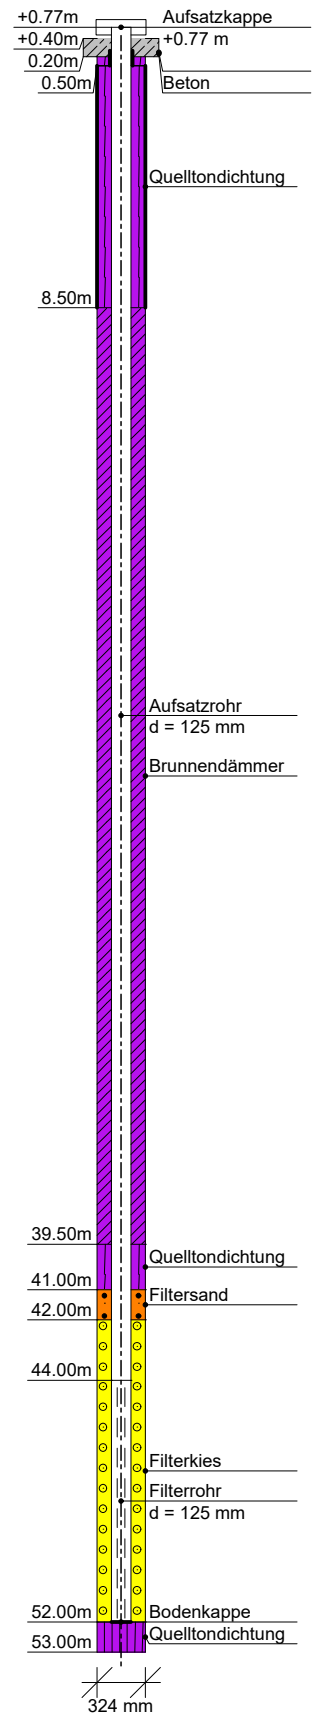 +0.77m Aufsatzkappe
+0.40m +0.77 m
0.20m
0.50m Beton
Quelltondichtung
8.50m
Aufsatzrohr
d = 125 mm
Brunnendämmer
39.50m
Quelltondichtung
41.00m
Filtersand
42.00m
44.00m
Filterkies
Filterrohr
d = 125 mm
52.00m Bodenkappe
Quelltondichtung
53.00m
324 mm